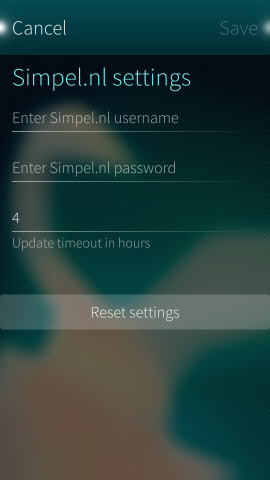 Cancel
Save
Simpel.nl settings
Enter Simpel.nl username
Enter Simpel.nl password
4
Update timeout in hours
Reset settings